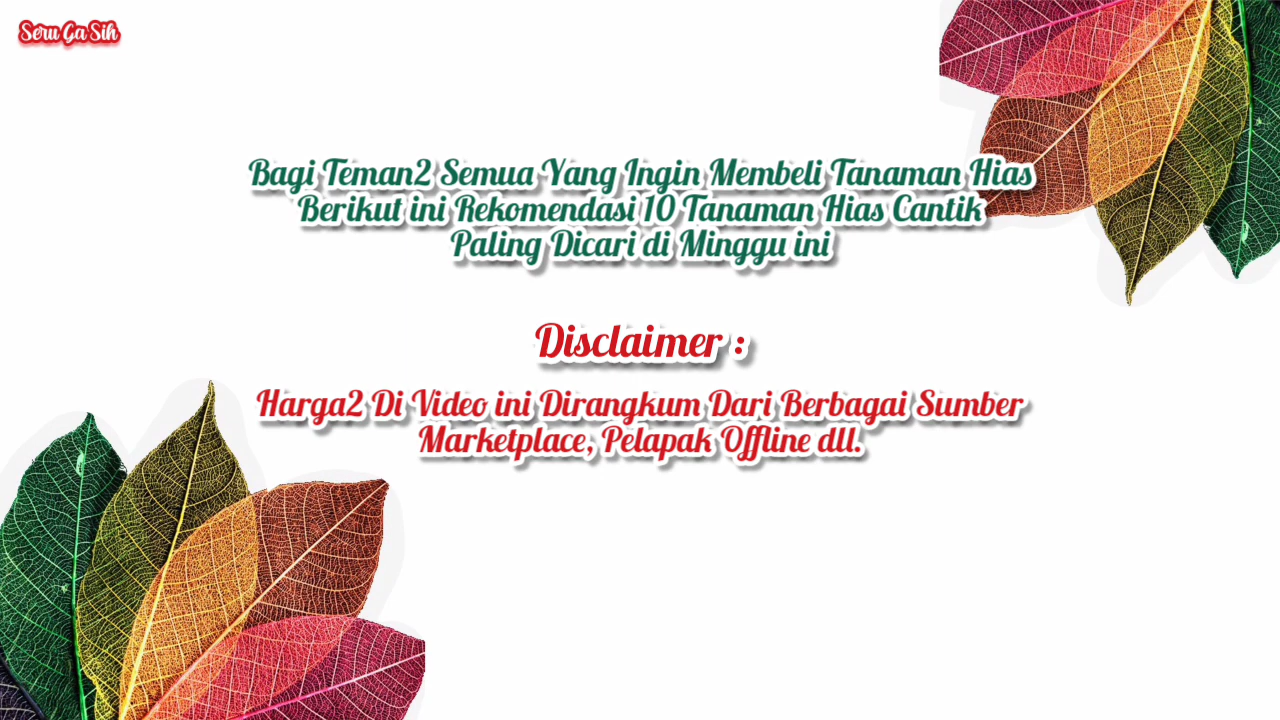 Seru Ga Sih
Bagi Teman2 Semua Yang Ingin Membeli Tanaman Hias
Berikut ini Rekomendasi 10 Tanaman Hias Cantik
Paling Dicari di Minggu ini
Disclaimer :
Harga2 Di Video ini Dirangkum Dari Berbagai Sumber
Marketplace, Pelapak Offline dll.